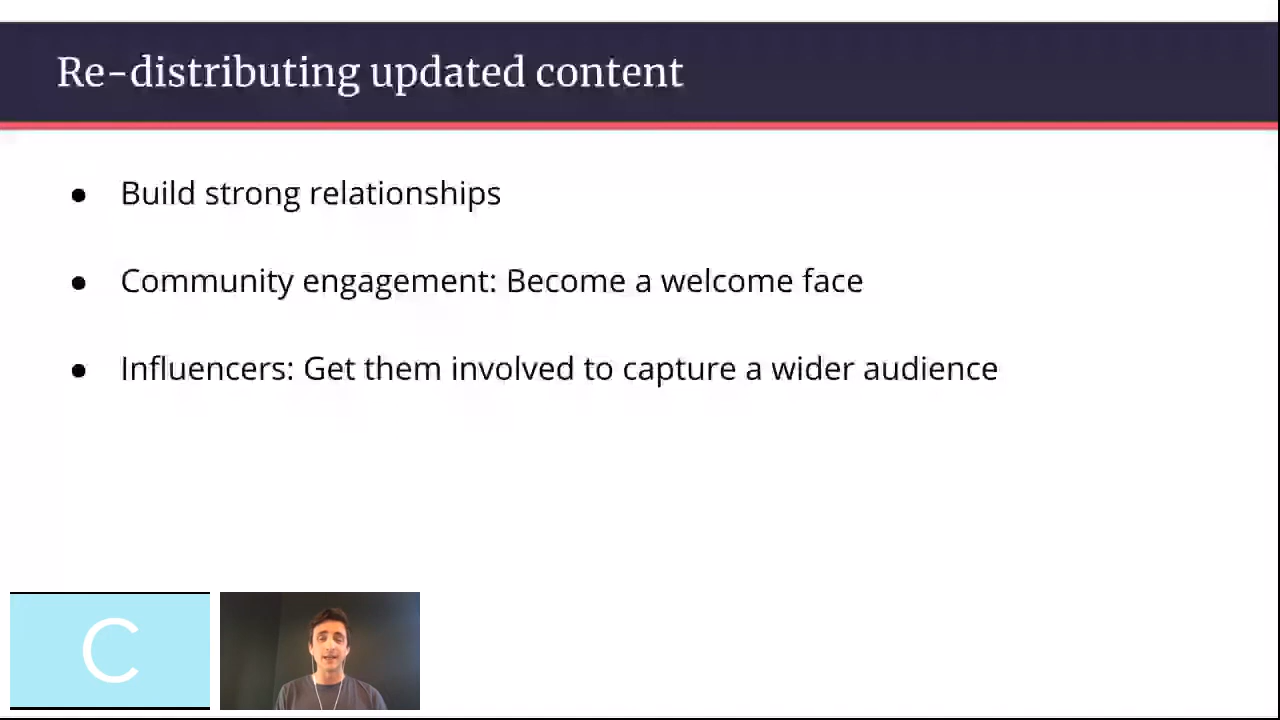 Re-distributing updated content
● Build strong relationships
● Community engagement: Become a welcome face
● Influencers: Get them involved to capture a wider audience
C